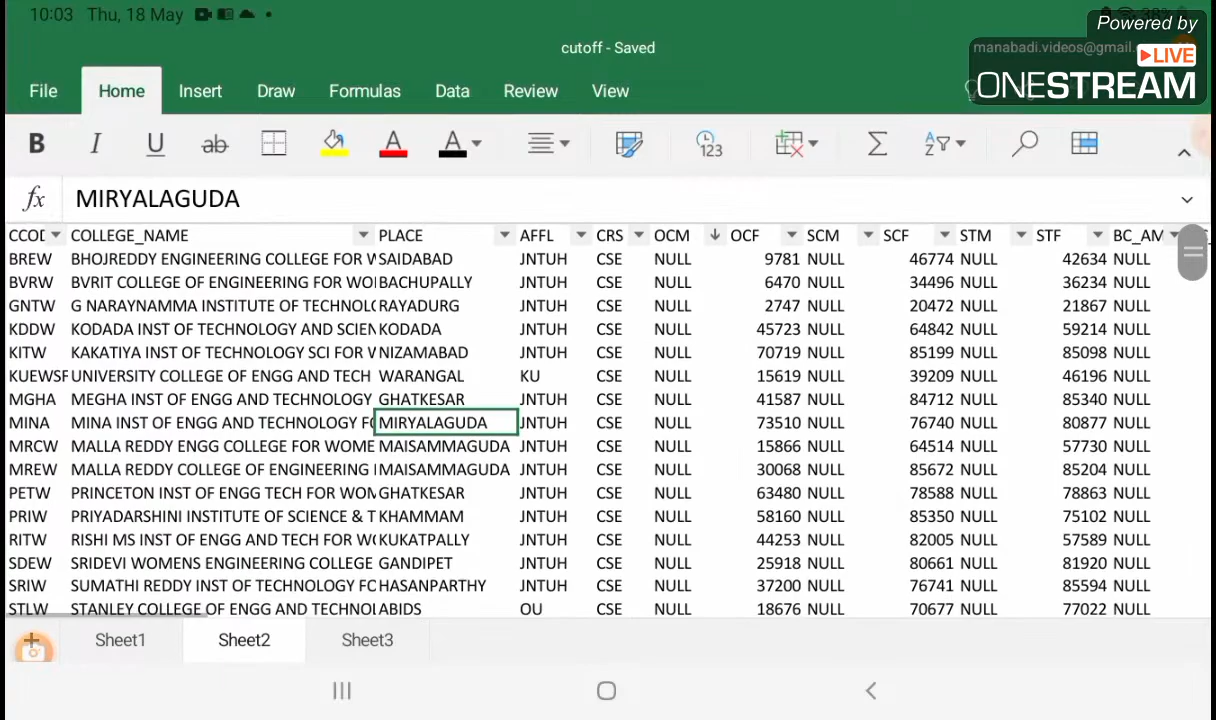 10:03 Thu, 18 May
Powered by
cutoff - Saved
manabadi.videos@gmail.
LIVE
ONESTREAM
File Home Insert Draw Formulas Data Review View
B I U ab A A 123
fx MIRYALAGUDA
CCOD COLLEGE_NAME PLACE AFFL CRS OCM OCF SCM SCF STM STF BC_AM
BREW BHOJREDDY ENGINEERING COLLEGE FOR W SAIDABAD JNTUH CSE NULL 9781 NULL 46774 NULL 42634 NULL
BVRW BVRIT COLLEGE OF ENGINEERING FOR WO BACHUPALLY JNTUH CSE NULL 6470 NULL 34496 NULL 36234 NULL
GNTW G NARAYNAMMA INSTITUTE OF TECHNOL RAYADURG JNTUH CSE NULL 2747 NULL 20472 NULL 21867 NULL
KDDW KODADA INST OF TECHNOLOGY AND SCIEN KODADA JNTUH CSE NULL 45723 NULL 64842 NULL 59214 NULL
KITW KAKATIYA INST OF TECHNOLOGY SCI FOR W NIZAMABAD JNTUH CSE NULL 70719 NULL 85199 NULL 85098 NULL
KUEWSF UNIVERSITY COLLEGE OF ENGG AND TECH WARANGAL KU CSE NULL 15619 NULL 39209 NULL 46196 NULL
MGHA MEGHA INST OF ENGG AND TECHNOLOGY GHATKESAR JNTUH CSE NULL 41587 NULL 84712 NULL 85340 NULL
MINA MINA INST OF ENGG AND TECHNOLOGY FO MIRYALAGUDA JNTUH CSE NULL 73510 NULL 76740 NULL 80877 NULL
MRCW MALLA REDDY ENGG COLLEGE FOR WOME MAISAMMAGUDA JNTUH CSE NULL 15866 NULL 64514 NULL 57730 NULL
MREW MALLA REDDY COLLEGE OF ENGINEERING MAISAMMAGUDA JNTUH CSE NULL 30068 NULL 85672 NULL 85204 NULL
PETW PRINCETON INST OF ENGG TECH FOR WOM GHATKESAR JNTUH CSE NULL 63480 NULL 78588 NULL 78863 NULL
PRIW PRIYADARSHINI INSTITUTE OF SCIENCE & T KHAMMAM JNTUH CSE NULL 58160 NULL 85350 NULL 75102 NULL
RITW RISHI MS INST OF ENGG AND TECH FOR WO KUKATPALLY JNTUH CSE NULL 44253 NULL 82005 NULL 57589 NULL
SDEW SRIDEVI WOMENS ENGINEERING COLLEGE GANDIPET JNTUH CSE NULL 25918 NULL 80661 NULL 81920 NULL
SRIW SUMATHI REDDY INST OF TECHNOLOGY FO HASANPARTHY JNTUH CSE NULL 37200 NULL 76741 NULL 85594 NULL
STLW STANLEY COLLEGE OF ENGG AND TECHNOL ABIDS OU CSE NULL 18676 NULL 70677 NULL 77022 NULL
Sheet1 Sheet2 Sheet3